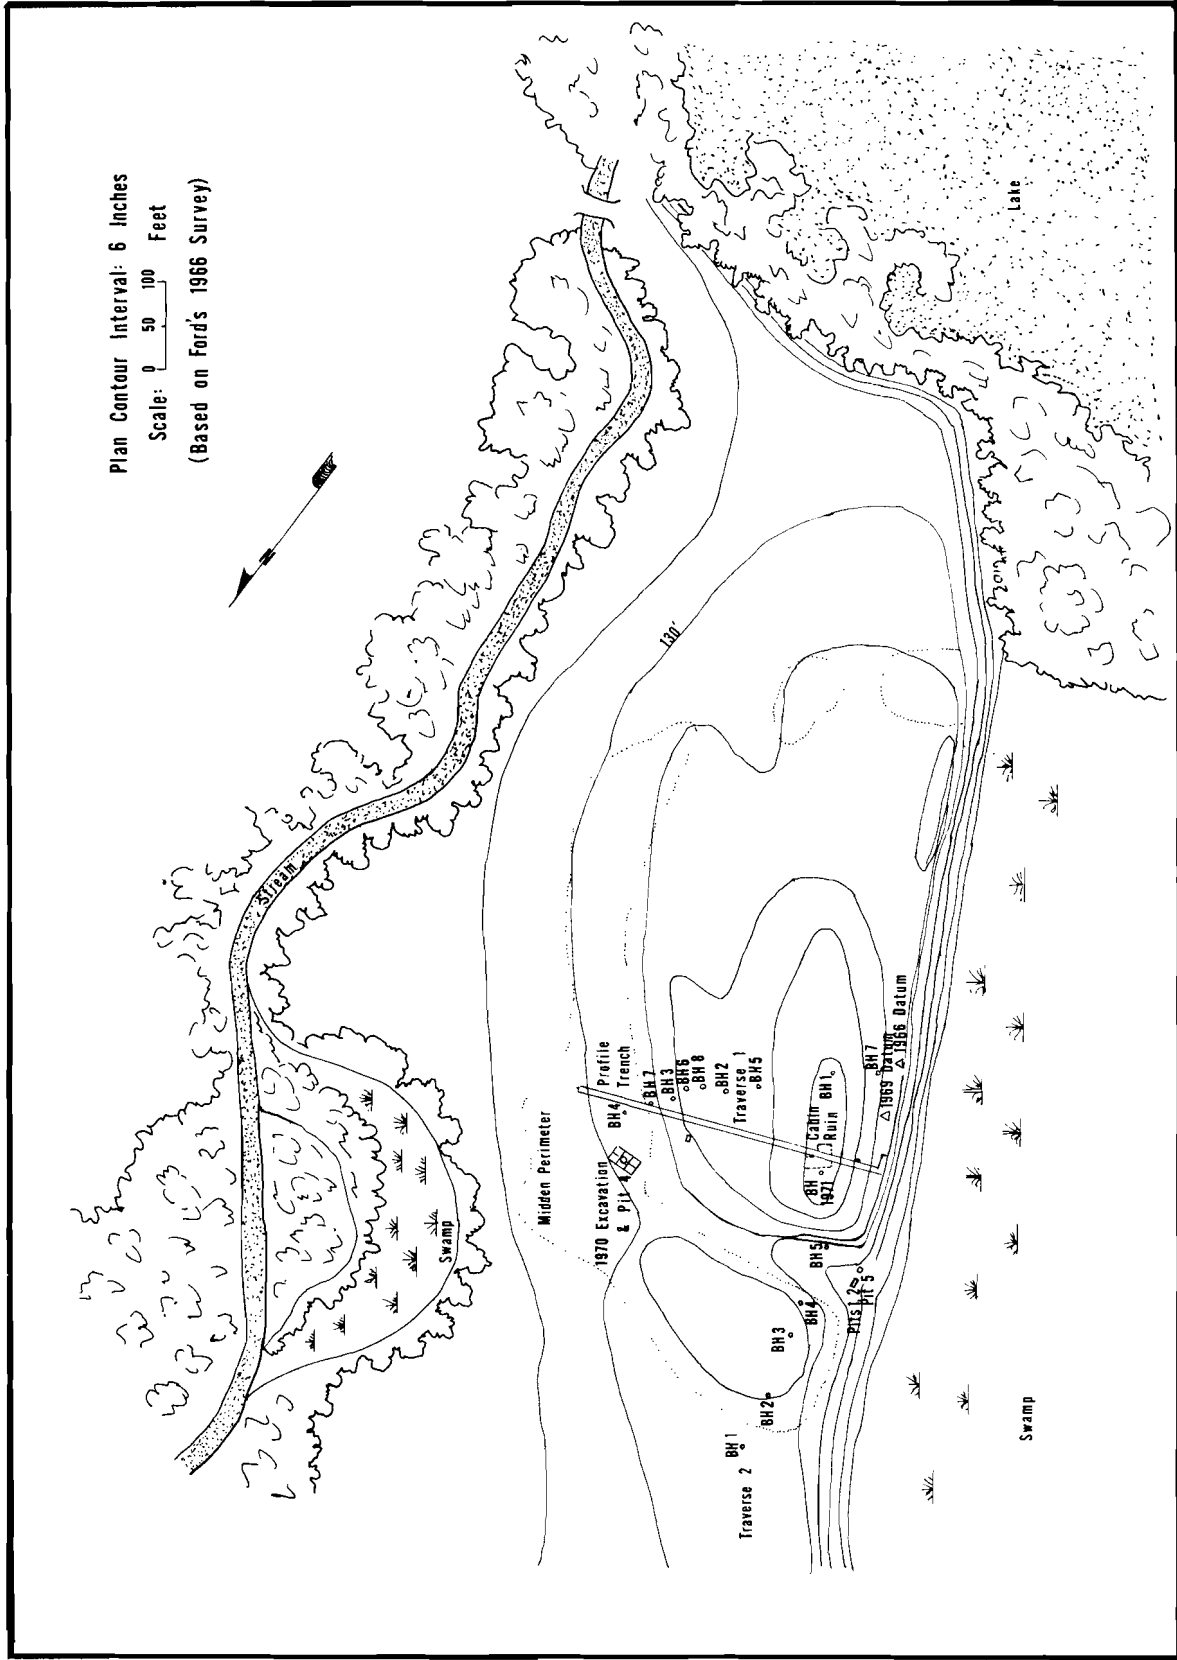 Plan Contour Interval: 6 Inches
Scale: 0 50 100 Feet
(Based on Ford's 1966 Survey)
N
Stream
Swamp
Lake
130'
Midden Perimeter
1970 Excavation
& Pit 4
Profile
Trench
BH4
BH7
BH3
BH6
BH8
BH2
Traverse 1
BH5
Cabin
Ruin
BH1
BH
1971
BH7
1969 Datum
1966 Datum
BH5
BH4
BH3
BH2
BH1
Traverse 2
Pits 1,2
Pit 5
Swamp